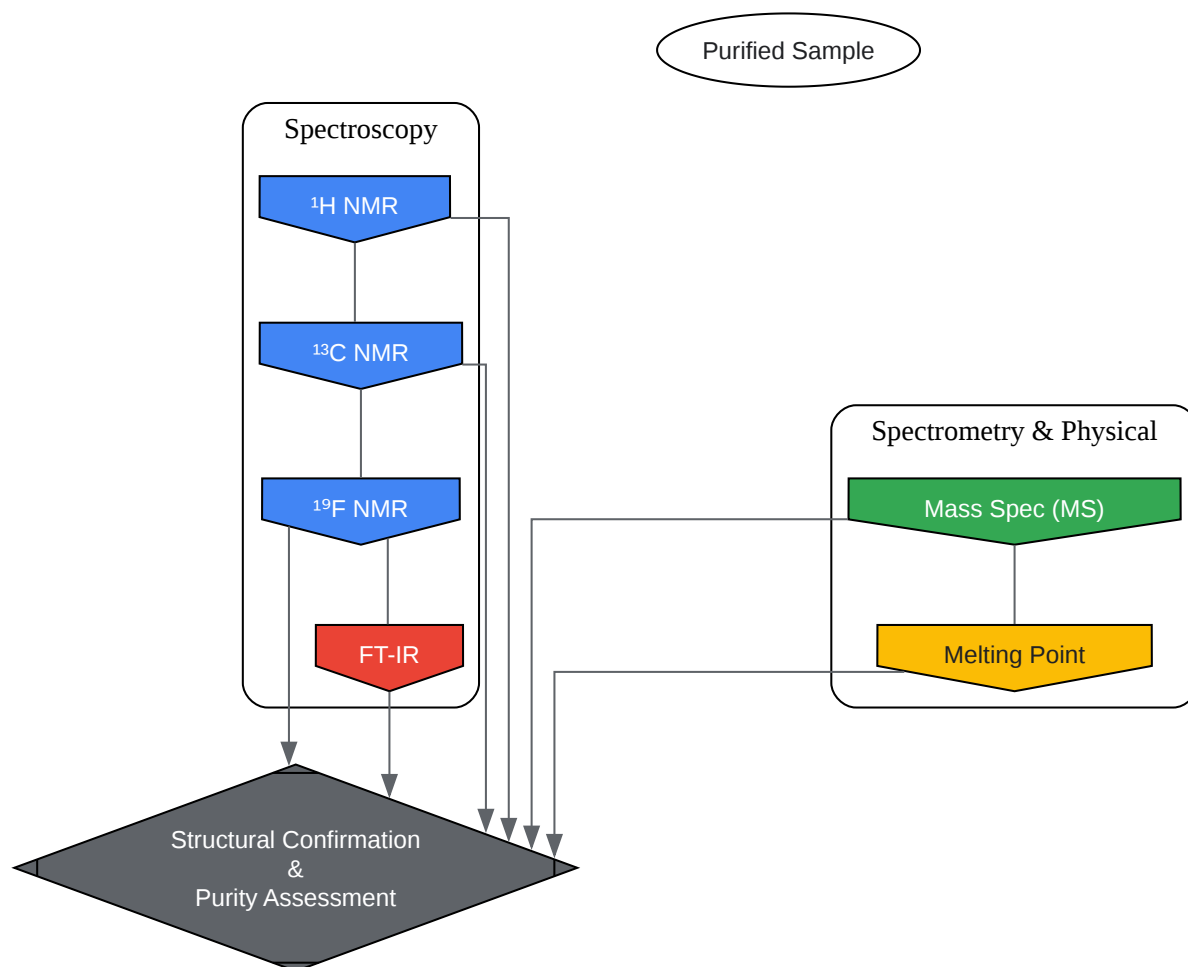 Purified Sample
Spectroscopy
¹H NMR
¹³C NMR
¹⁹F NMR
FT-IR
Spectrometry & Physical
Mass Spec (MS)
Melting Point
Structural Confirmation
&
Purity Assessment